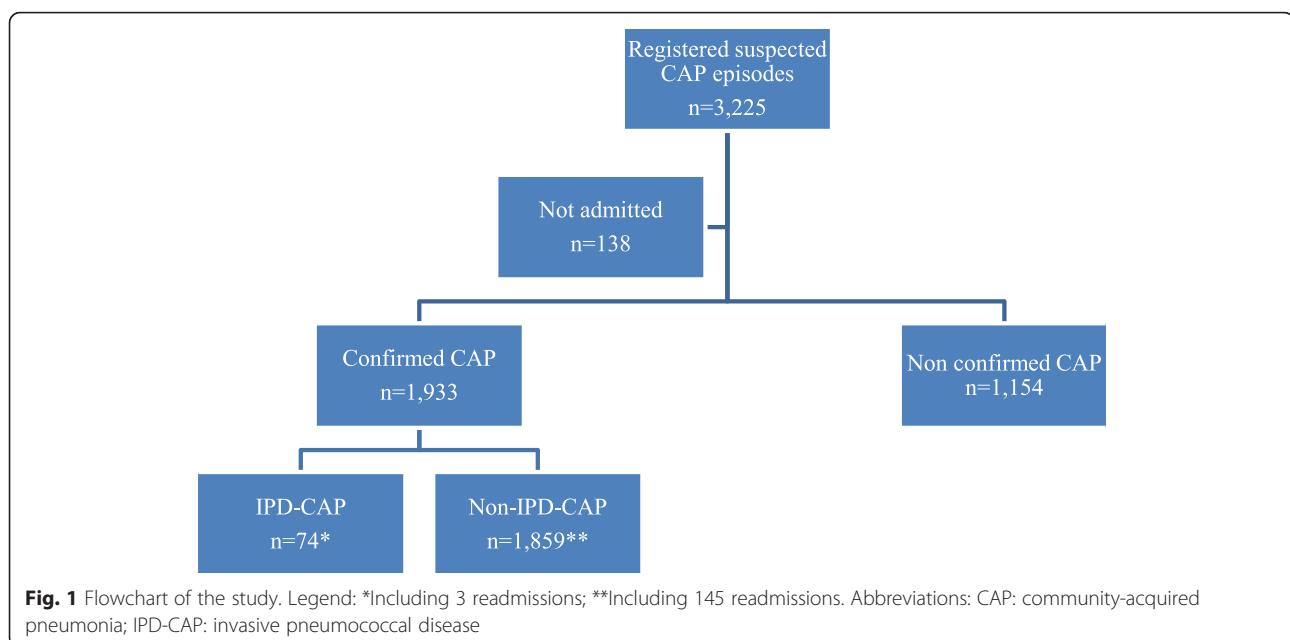 Registered suspected
CAP episodes
n=3,225
Not admitted
n=138
Confirmed CAP
n=1,933
Non confirmed CAP
n=1,154
IPD-CAP
n=74*
Non-IPD-CAP
n=1,859**
Fig. 1 Flowchart of the study. Legend: *Including 3 readmissions; **Including 145 readmissions. Abbreviations: CAP: community-acquired
pneumonia; IPD-CAP: invasive pneumococcal disease